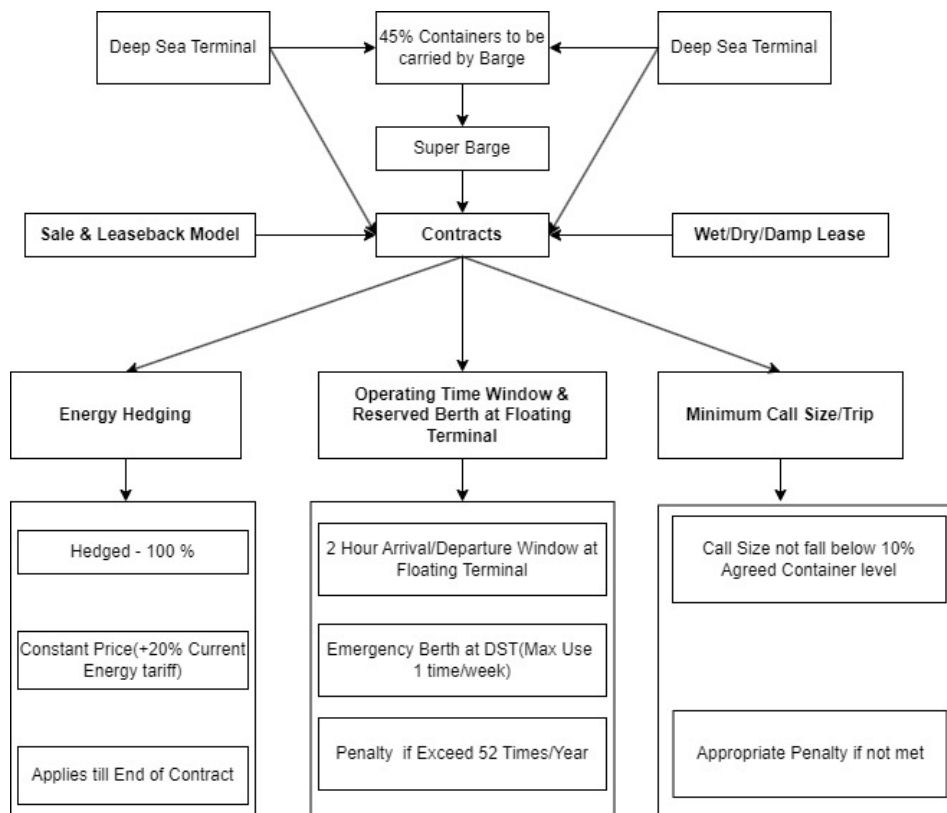 Deep Sea Terminal
45% Containers to be
carried by Barge
Deep Sea Terminal
Super Barge
Sale & Leaseback Model
Contracts
Wet/Dry/Damp Lease
Energy Hedging
Operating Time Window &
Reserved Berth at Floating
Terminal
Minimum Call Size/Trip
Hedged - 100 %
Constant Price(+20% Current
Energy tariff)
Applies till End of Contract
2 Hour Arrival/Departure Window at
Floating Terminal
Emergency Berth at DST(Max Use
1 time/week)
Penalty if Exceed 52 Times/Year
Call Size not fall below 10%
Agreed Container level
Appropriate Penalty if not met